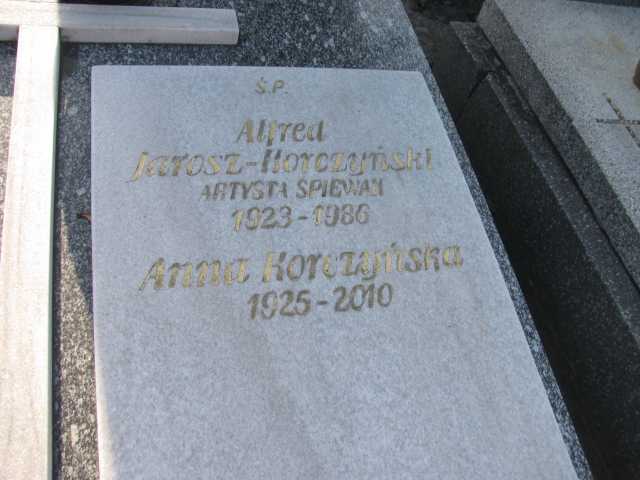 Ś.P.
Alfred
Jarosz-Korczyński
ARTYSTA ŚPIEWAK
1923-1986
Anna Korczyńska
1925-2010